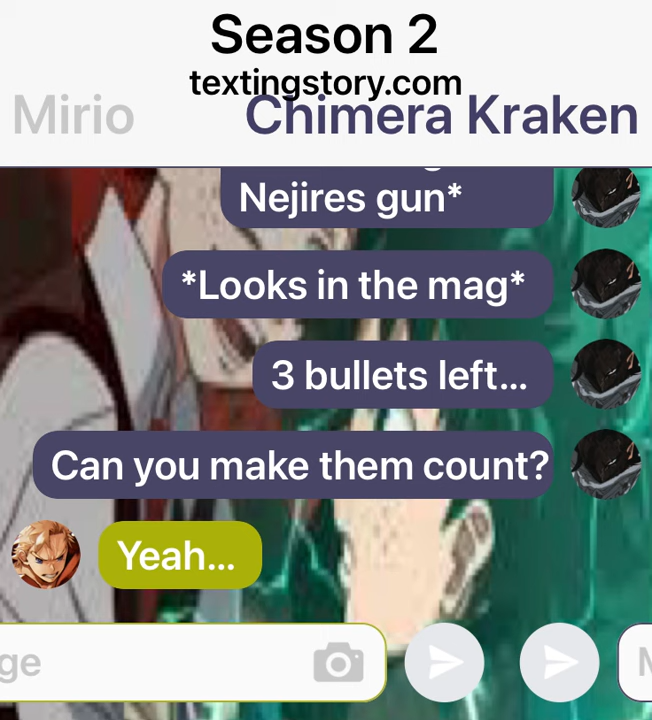 Season 2
textingstory.com
Mirio
Chimera Kraken
Nejires gun*
*Looks in the mag*
3 bullets left...
Can you make them count?
Yeah...